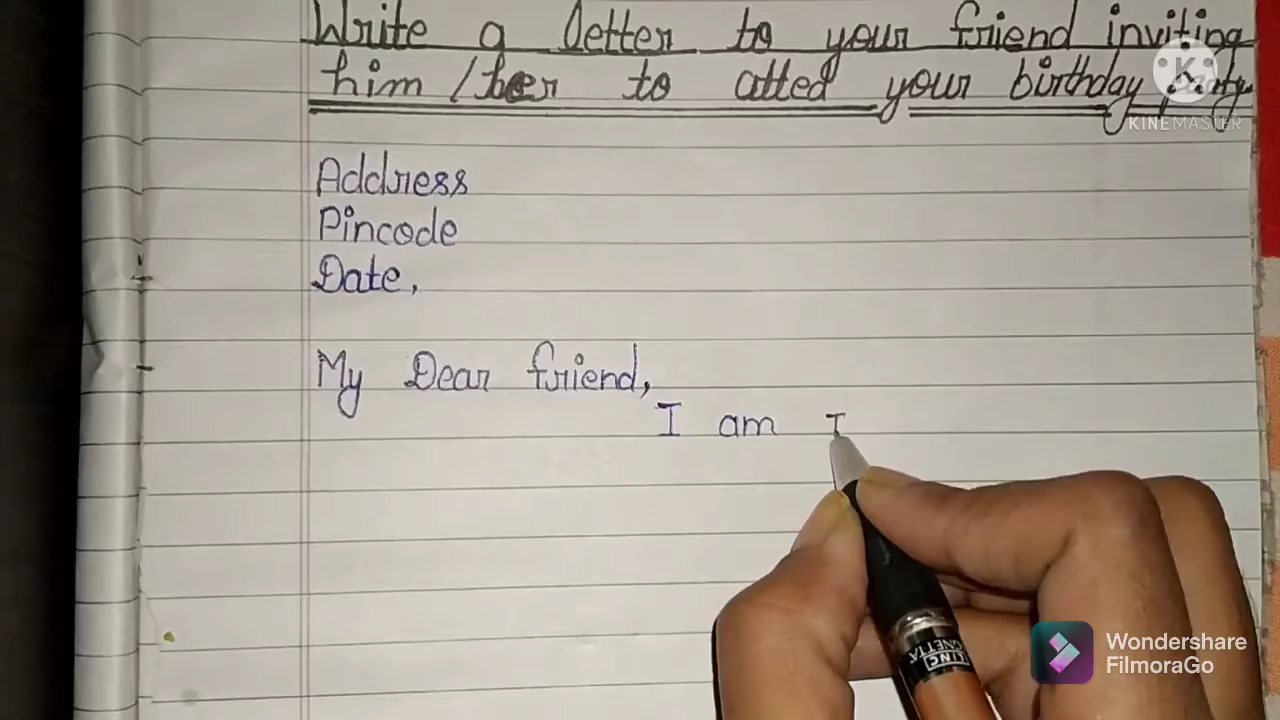 Write a letter to your friend inviting
him / her to atted your birthday party
KINEMASTER
Address
Pincode
Date,
My Dear friend,
I am I
Wondershare
FilmoraGo